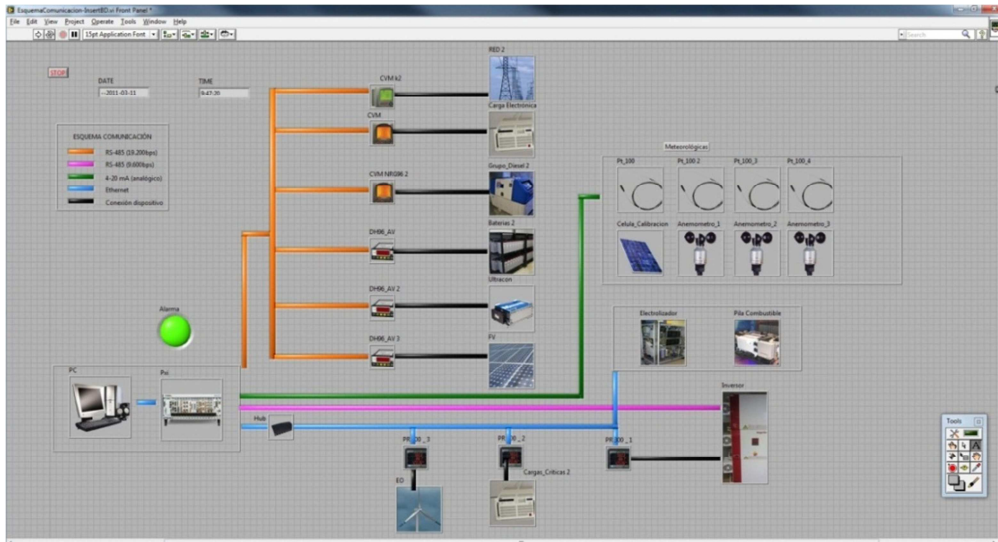 EsquemaComunicacion-InsertBD.vi Front Panel *
File Edit View Project Operate Tools Window Help
15pt Application Font
Search
STOP
DATE
TIME
--2011-03-11
9:47:20
ESQUEMA COMUNICACIÓN
RS-485 (19.200bps)
RS-485 (9.600bps)
4-20 mA (analógico)
Ethernet
Conexión dispositivo
RED 2
CVM k2
Carga Electrónica
CVM
Grupo_Diesel 2
CVM NRG96 2
Baterias 2
DH96_AV
Ultracon
DH96_AV 2
FV
DH96_AV 3
Meteorológicas
Pt_100
Pt_100 2
Pt_100_3
Pt_100_4
Celula_Calibracion
Anemometro_1
Anemometro_2
Anemometro_3
Alarma
Electrolizador
Pila Combustible
PC
Pxi
Inversor
Hub
Cargas_Criticas 2
EO
Tools